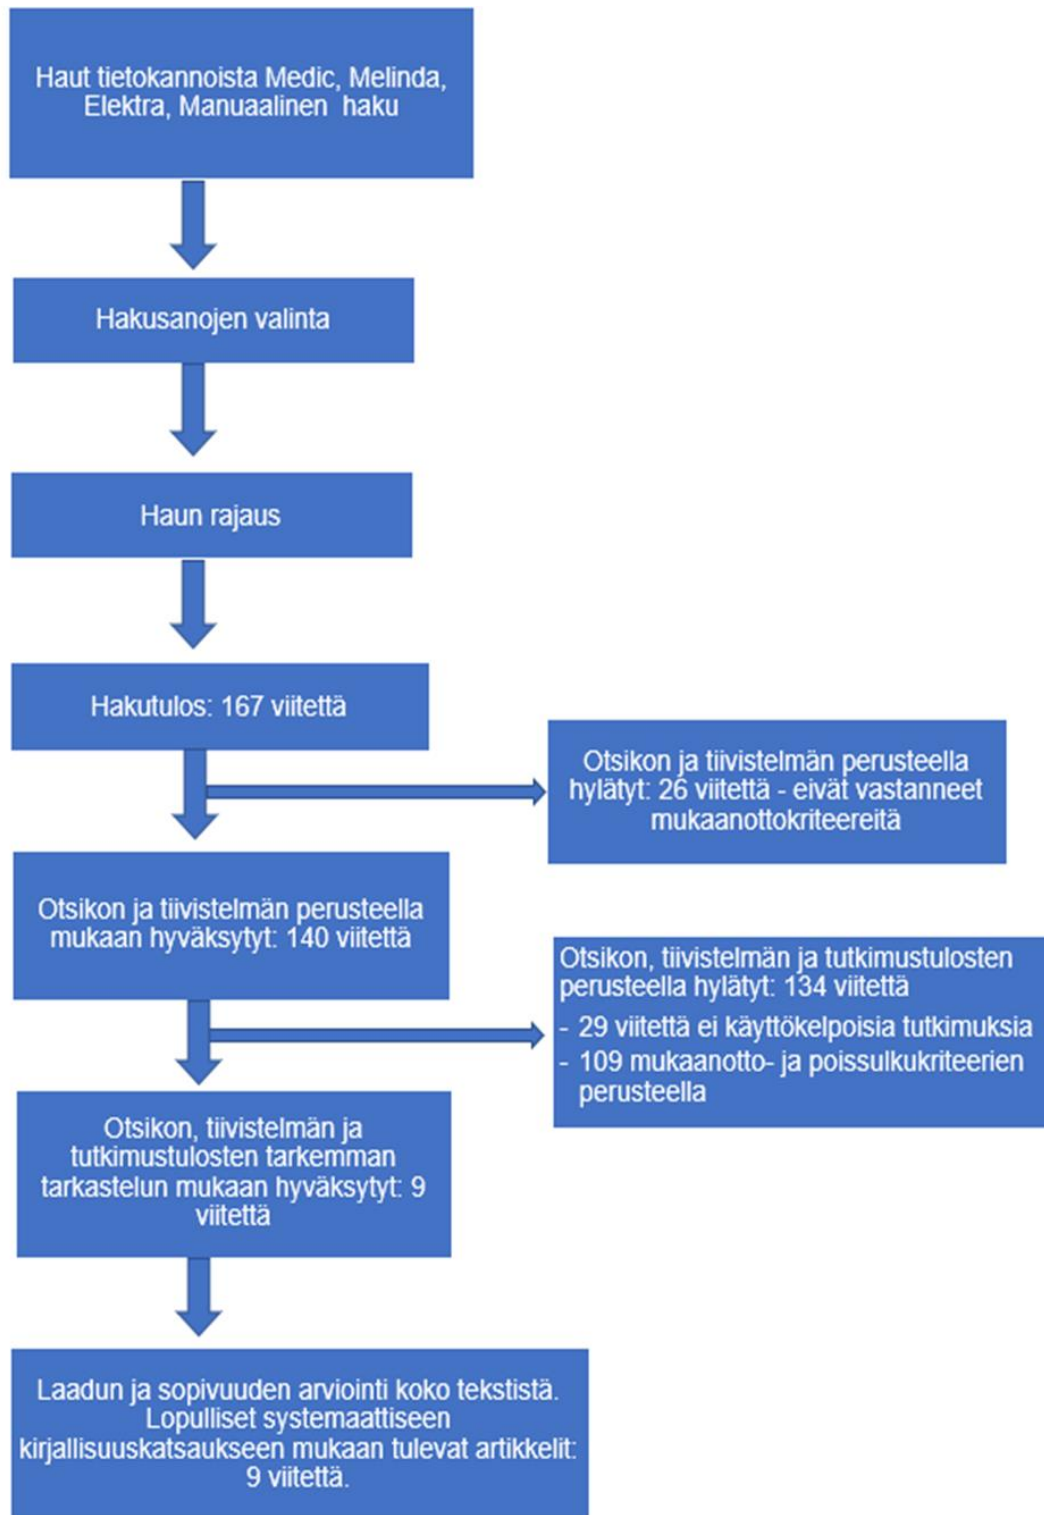 Haut tietokannoista Medic, Melinda,
Elektra, Manuaalinen haku
Hakusanojen valinta
Haun rajaus
Hakutulos: 167 viitettä
Otsikon ja tiivistelmän perusteella
hylätyt: 26 viitettä - eivät vastanneet
mukaanottokriteereitä
Otsikon ja tiivistelmän perusteella
mukaan hyväksytyt: 140 viitettä
Otsikon, tiivistelmän ja tutkimustulosten
perusteella hylätyt: 134 viitettä
- 29 viitettä ei käyttökelpoisia tutkimuksia
- 109 mukaanotto- ja poissulkukriteerien
perusteella
Otsikon, tiivistelmän ja
tutkimustulosten tarkemman
tarkastelun mukaan hyväksytyt: 9
viitettä
Laadun ja sopivuuden arviointi koko tekstistä.
Lopulliset systemaattiseen
kirjallisuuskatsaukseen mukaan tulevat artikkelit:
9 viitettä.